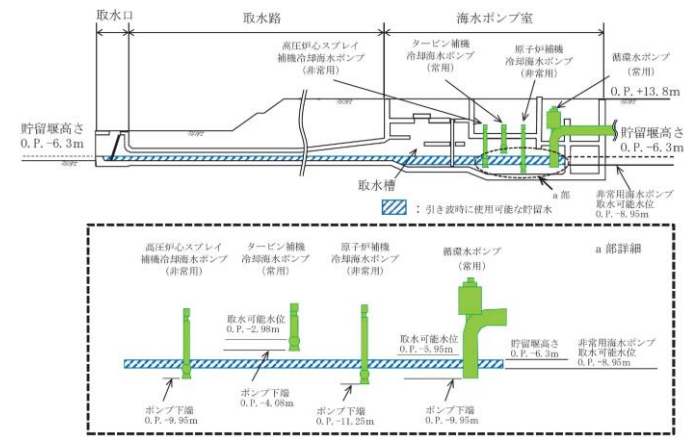 取水口
取水路
海水ポンプ室
高圧炉心スプレイ
補機冷却海水ポンプ
(非常用)
タービン補機
冷却海水ポンプ
(常用)
原子炉補機
冷却海水ポンプ
(非常用)
循環水ポンプ
(常用)
O.P.+13.8m
貯留堰高さ
O.P.-6.3m
貯留堰高さ
O.P.-6.3m
取水槽
a 部
非常用海水ポンプ
取水可能水位
O.P.-8.95m
:引き波時に使用可能な貯留水
高圧炉心スプレイ
補機冷却海水ポンプ
(非常用)
タービン補機
冷却海水ポンプ
(常用)
原子炉補機
冷却海水ポンプ
(非常用)
循環水ポンプ
(常用)
a 部詳細
取水可能水位
O.P.-2.98m
取水可能水位
O.P.-5.95m
貯留堰高さ
O.P.-6.3m
非常用海水ポンプ
取水可能水位
O.P.-8.95m
ポンプ下端
O.P.-9.95m
ポンプ下端
O.P.-4.08m
ポンプ下端
O.P.-11.25m
ポンプ下端
O.P.-9.95m